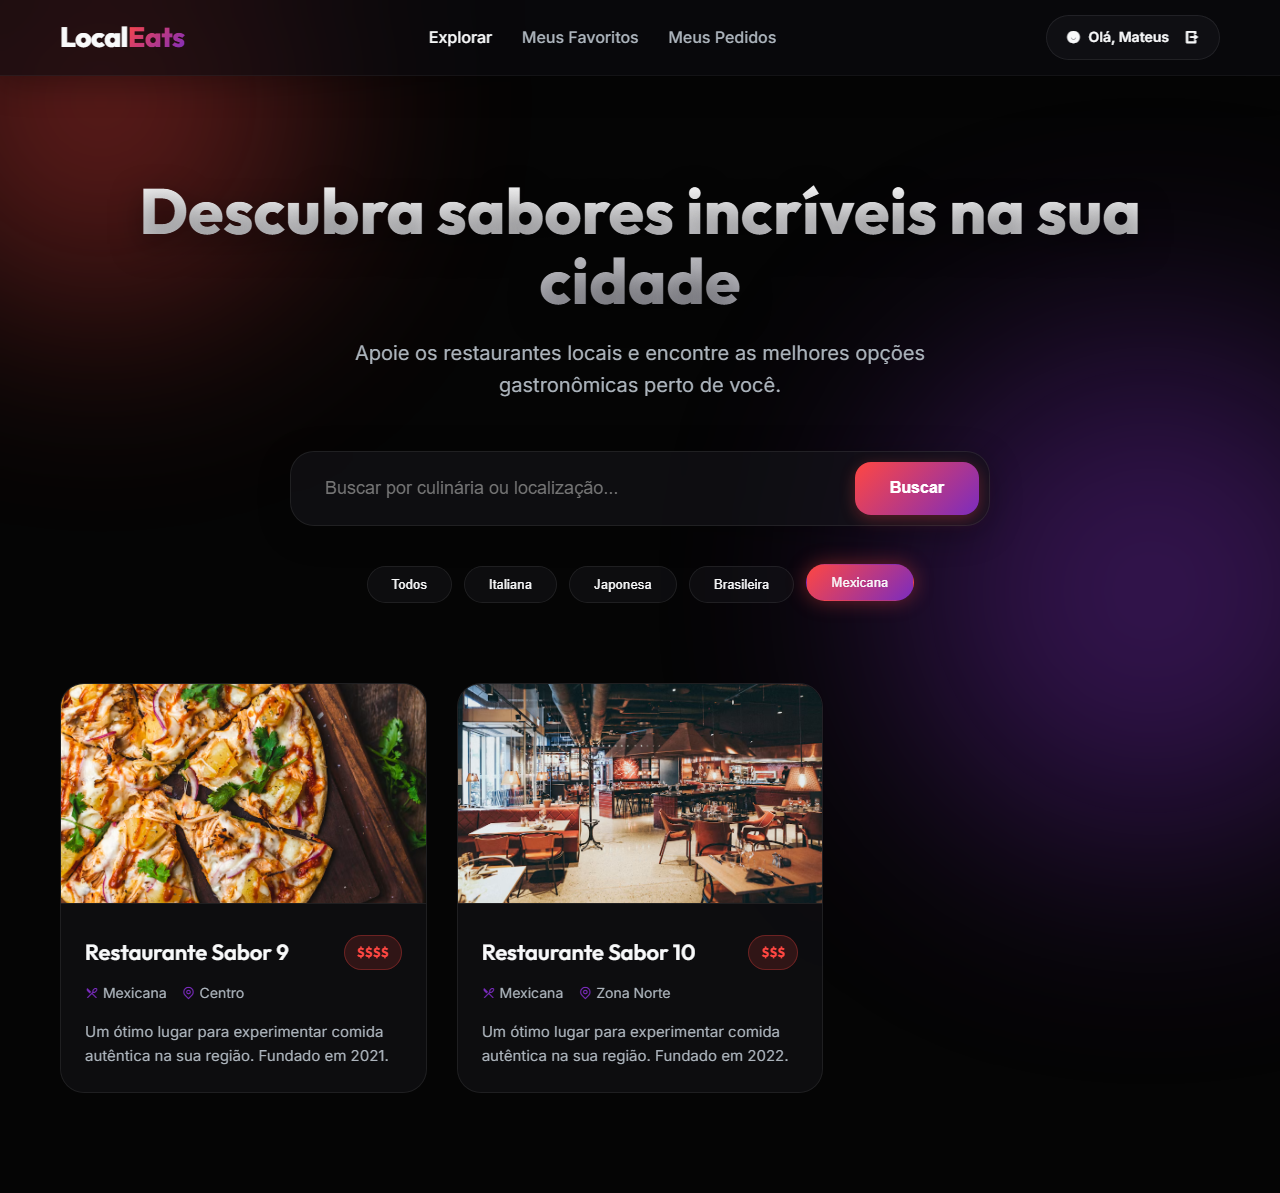 LocalEats
Explorar
Meus Favoritos
Meus Pedidos
Olá, Mateus
Descubra sabores incríveis na sua
cidade
Apoie os restaurantes locais e encontre as melhores opções
gastronômicas perto de você.
Buscar por culinária ou localização...
Buscar
Todos
Italiana
Japonesa
Brasileira
Mexicana
Restaurante Sabor 9
$$$$
Mexicana
Centro
Um ótimo lugar para experimentar comida
autêntica na sua região. Fundado em 2021.
Restaurante Sabor 10
$$$
Mexicana
Zona Norte
Um ótimo lugar para experimentar comida
autêntica na sua região. Fundado em 2022.